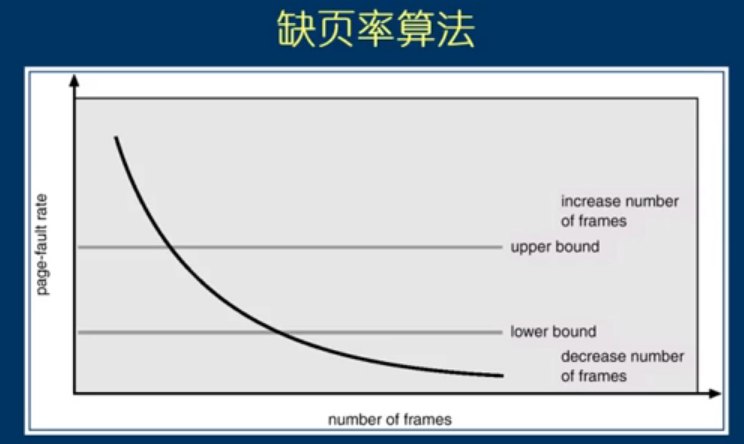 缺页率算法
page-fault rate
increase number
of frames
upper bound
lower bound
decrease number
of frames
number of frames